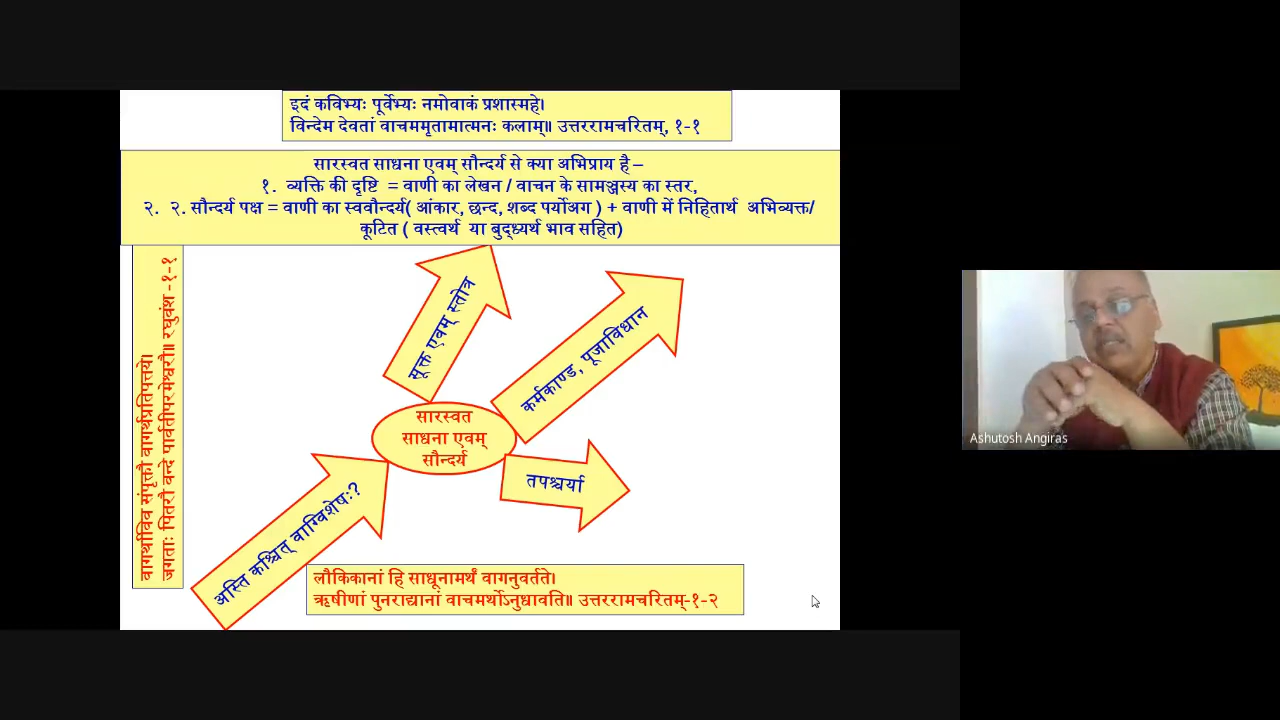 इदं कविभ्यः पूर्वेभ्यः नमोवाकं प्रशास्महे।
विन्देम देवतां वाचममृतामात्मनः कलाम्॥ उत्तररामचरितम्, १-१
सारस्वत साधना एवम् सौन्दर्य से क्या अभिप्राय है –
१. व्यक्ति की दृष्टि = वाणी का लेखन / वाचन के सामञ्जस्य का स्तर,
२. २. सौन्दर्य पक्ष = वाणी का स्ववौन्दर्य( आंकार, छन्द, शब्द पर्योअग ) + वाणी में निहितार्थ अभिव्यक्त/
कूटित ( वस्त्वर्थ या बुद्ध्यर्थ भाव सहित)
वागर्थाविव संपृक्तौ वागर्थप्रतिपत्तये।
जगताः पितरौ वन्दे पार्वतीपरमेश्वरौ॥ रघुवंश -१-१
सूक्त एवम् स्तोत्र
कर्मकाण्ड, पूजाविधान
सारस्वत
साधना एवम्
सौन्दर्य
तपश्चर्या
अस्ति कश्चित् वाग्विशेषः?
लौकिकानां हि साधूनामर्थं वागनुवर्तते।
ऋषीणां पुनराद्यानां वाचमर्थोऽनुधावति॥ उत्तररामचरितम्-१-२
Ashutosh Angiras